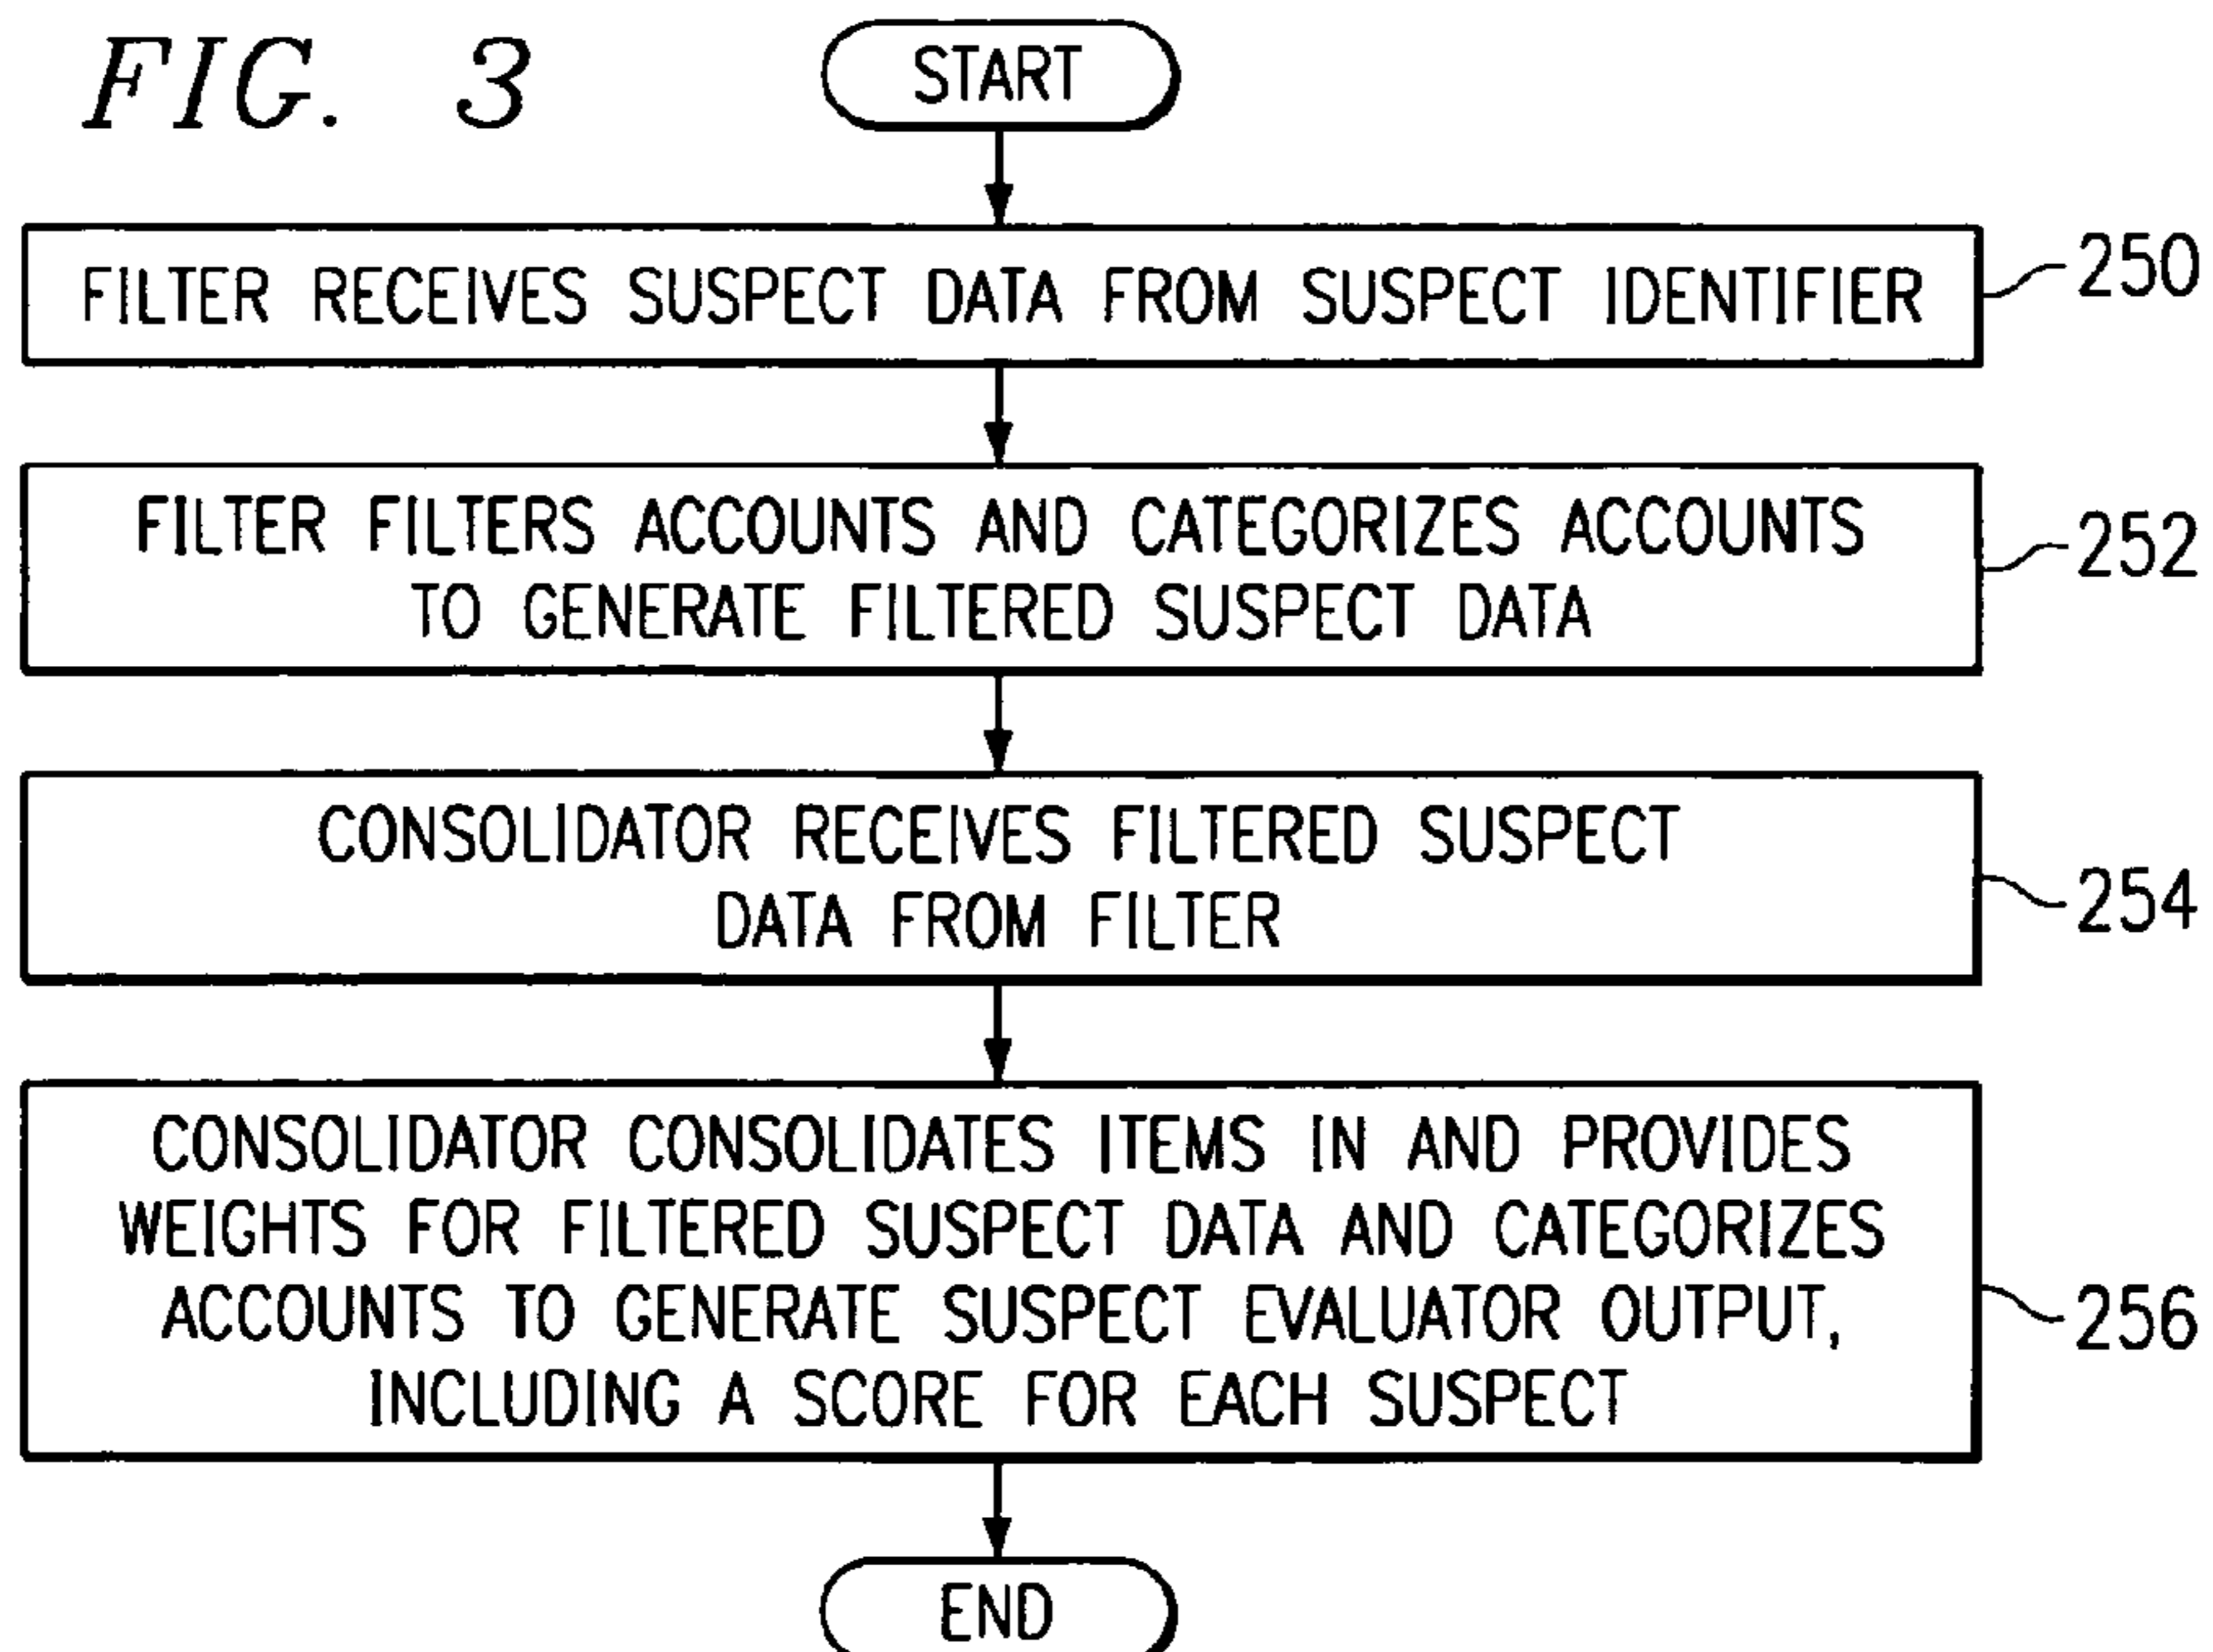 FIG. 3
START
FILTER RECEIVES SUSPECT DATA FROM SUSPECT IDENTIFIER
250
FILTER FILTERS ACCOUNTS AND CATEGORIZES ACCOUNTS
TO GENERATE FILTERED SUSPECT DATA
252
CONSOLIDATOR RECEIVES FILTERED SUSPECT
DATA FROM FILTER
254
CONSOLIDATOR CONSOLIDATES ITEMS IN AND PROVIDES
WEIGHTS FOR FILTERED SUSPECT DATA AND CATEGORIZES
ACCOUNTS TO GENERATE SUSPECT EVALUATOR OUTPUT,
INCLUDING A SCORE FOR EACH SUSPECT
256
END